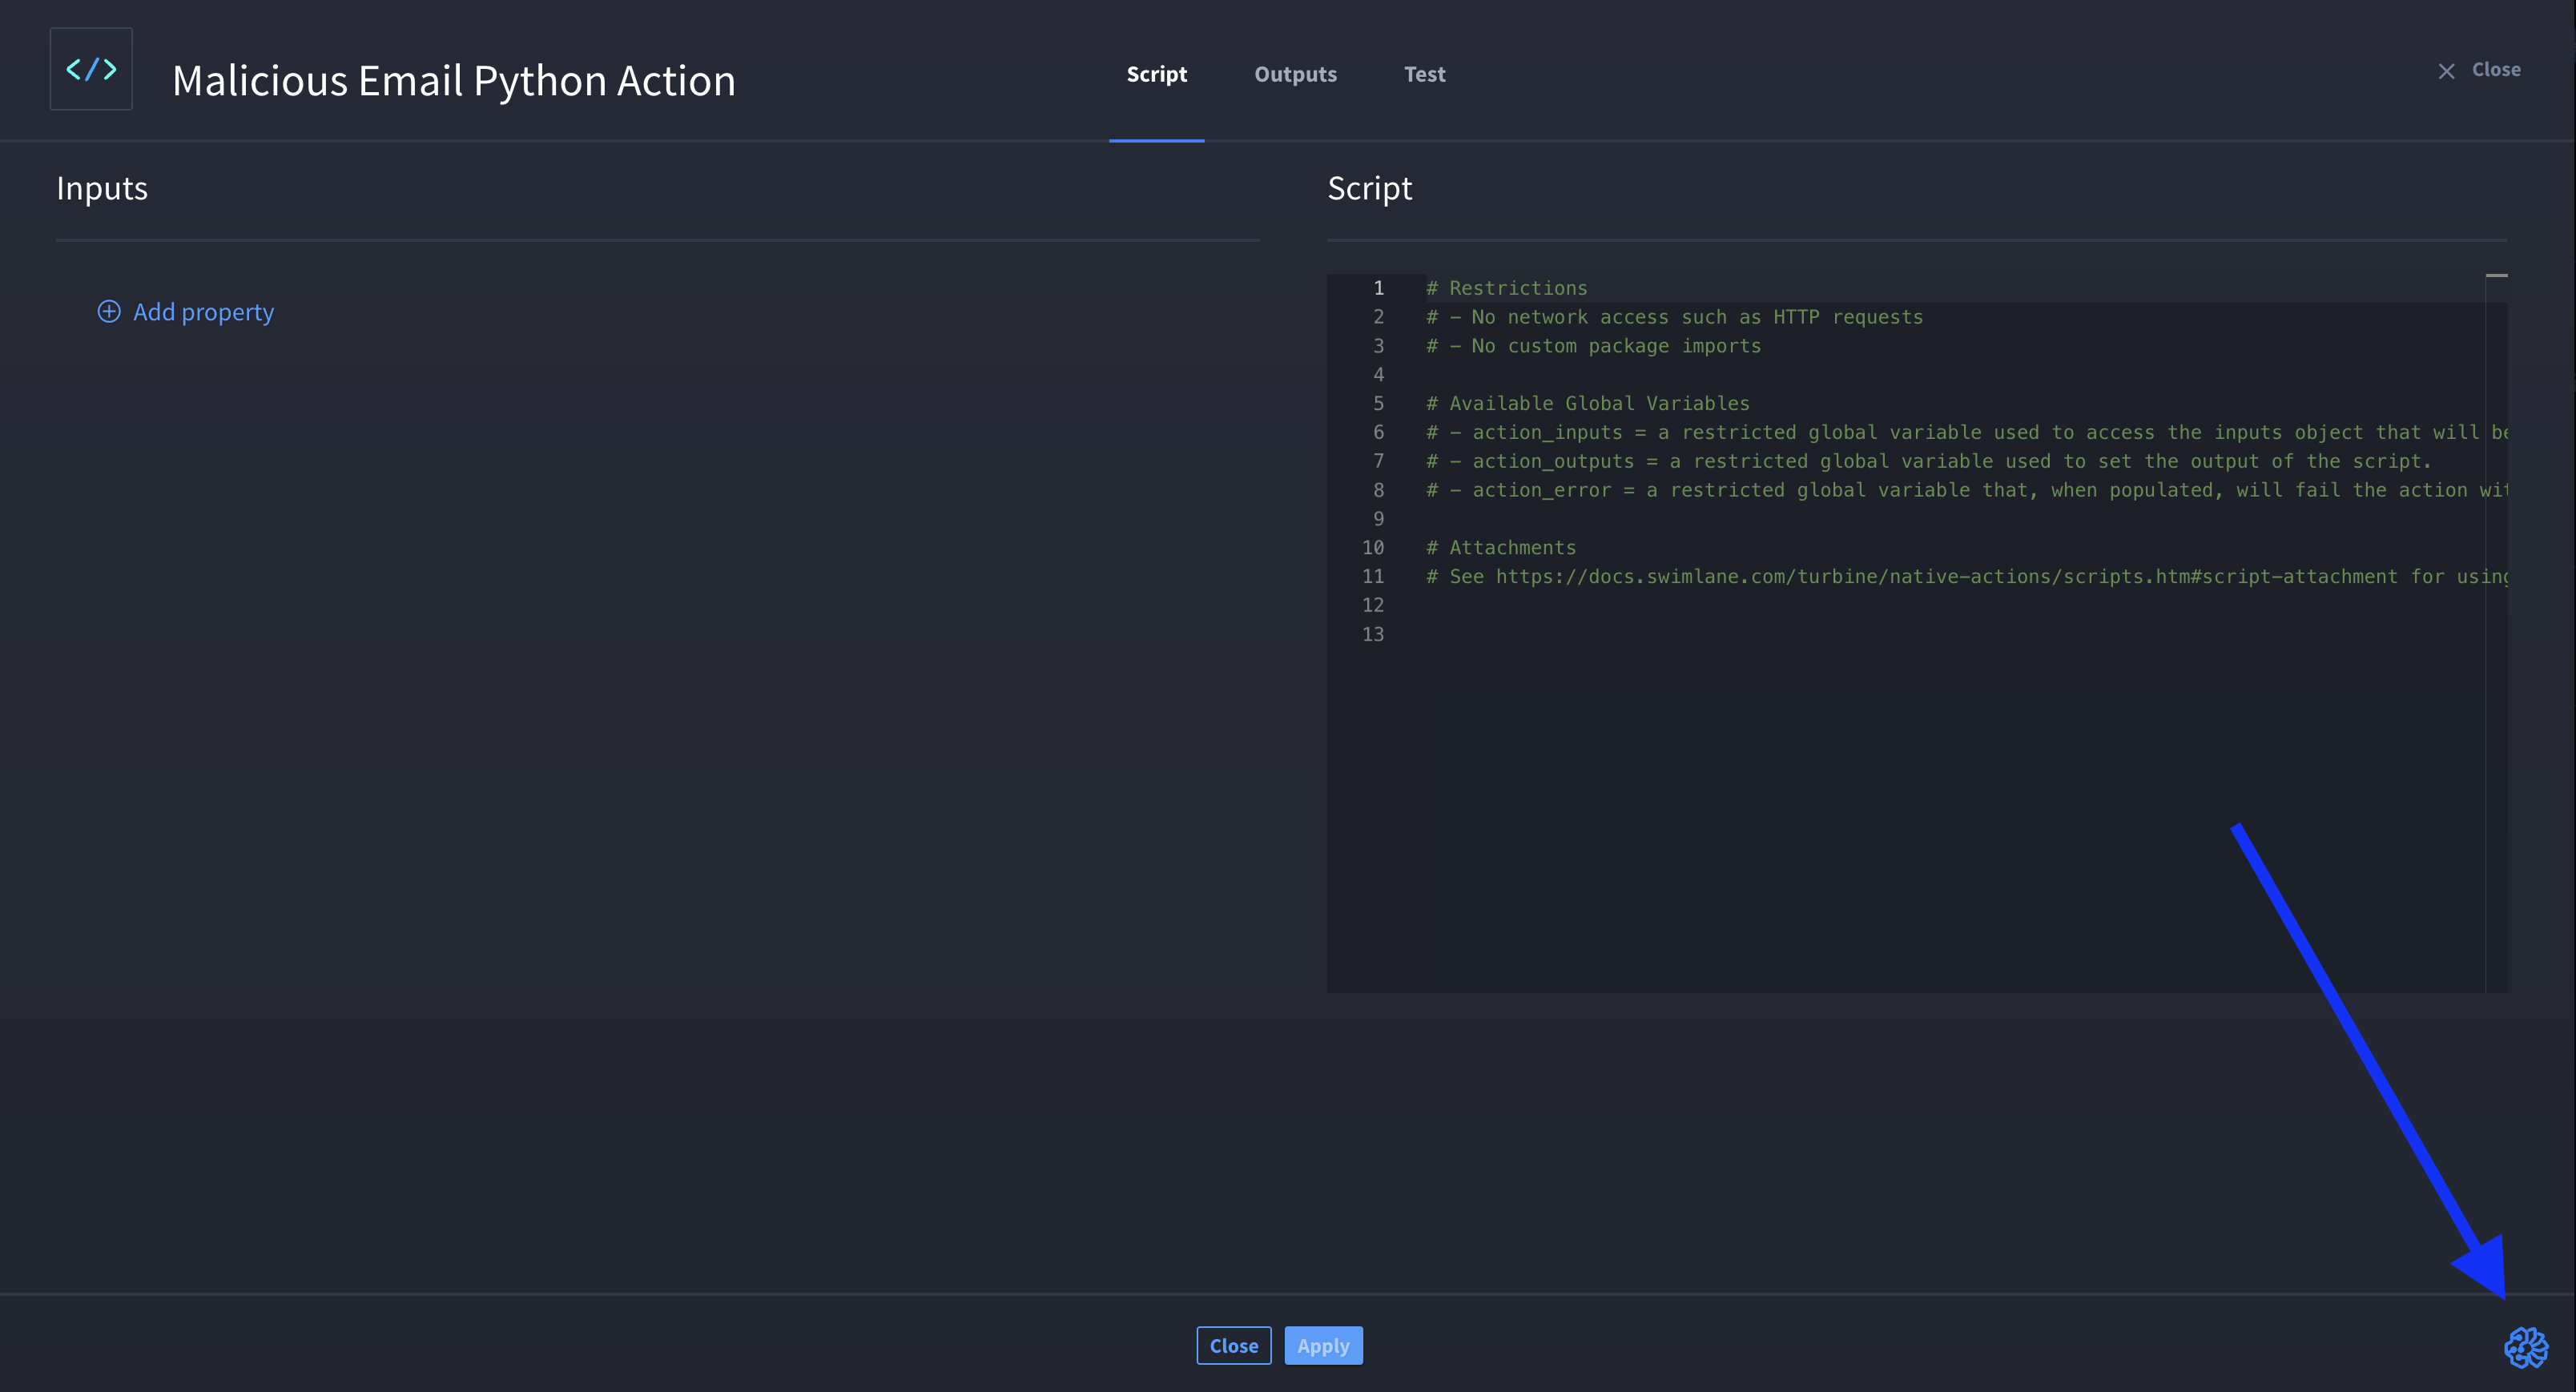 </> Malicious Email Python Action
Script Outputs Test
Close
Inputs
Add property
Script
1 # Restrictions
2 # - No network access such as HTTP requests
3 # - No custom package imports
4
5 # Available Global Variables
6 # - action_inputs = a restricted global variable used to access the inputs object that will be
7 # - action_outputs = a restricted global variable used to set the output of the script.
8 # - action_error = a restricted global variable that, when populated, will fail the action wit
9
10 # Attachments
11 # See https://docs.swimlane.com/turbine/native-actions/scripts.htm#script-attachment for using
12
13
Close Apply